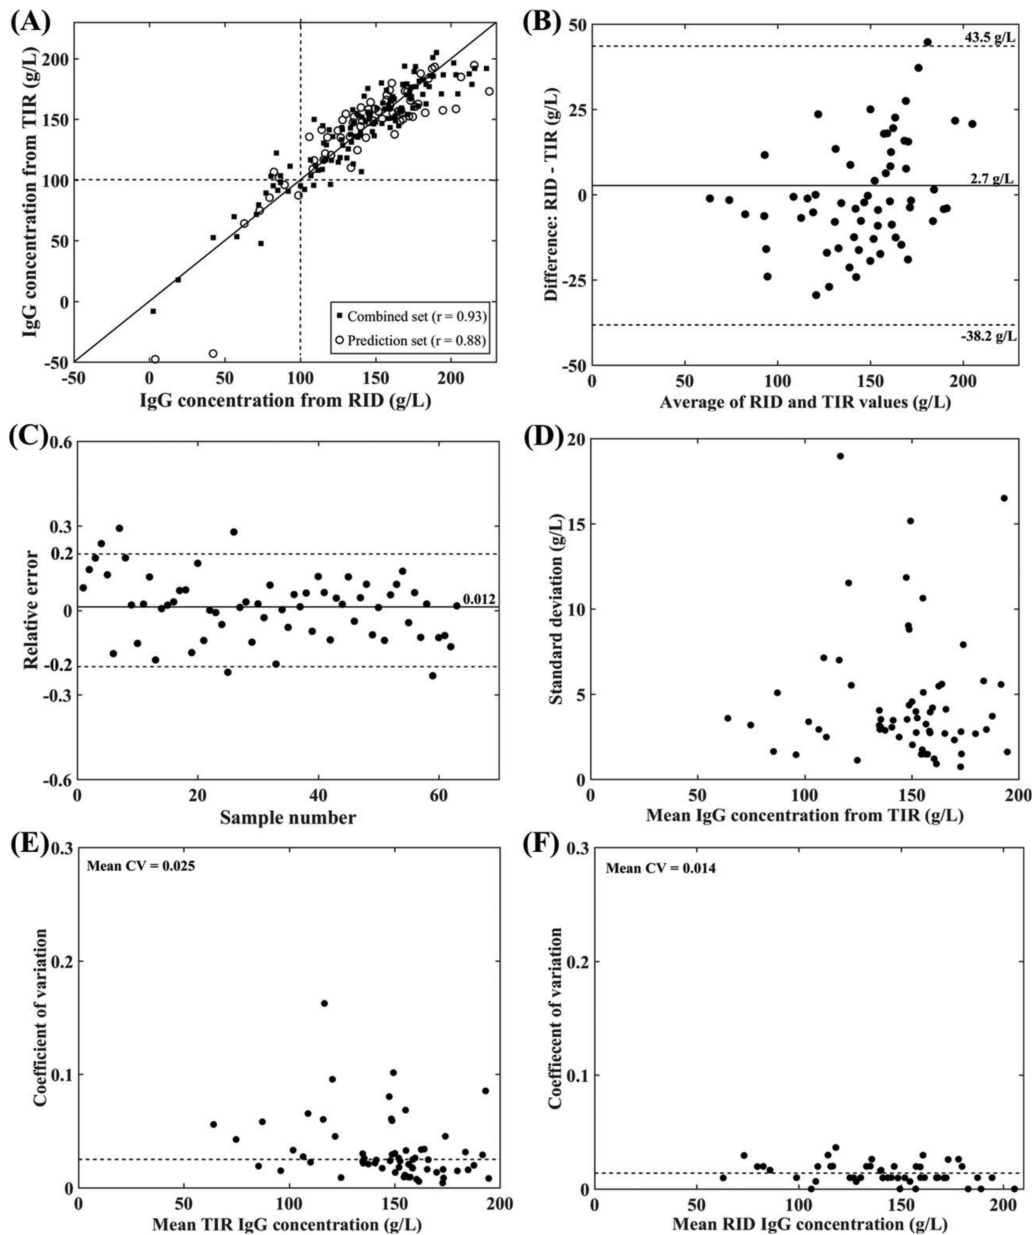 (A)
IgG concentration from TIR (g/L)
200
150
100
50
0
-50
-50
0
50
100
150
200
IgG concentration from RID (g/L)
Combined set (r = 0.93)
Prediction set (r = 0.88)
(B)
Difference: RID - TIR (g/L)
50
25
0
-25
-50
43.5 g/L
2.7 g/L
-38.2 g/L
0
50
100
150
200
Average of RID and TIR values (g/L)
(C)
Relative error
0.6
0.3
0.2
0
-0.2
-0.3
-0.6
0.012
0
20
40
60
Sample number
(D)
Standard deviation (g/L)
20
15
10
5
0
0
50
100
150
200
Mean IgG concentration from TIR (g/L)
(E)
Coefficient of variation
0.3
0.2
0.1
0
Mean CV = 0.025
0
50
100
150
200
Mean TIR IgG concentration (g/L)
(F)
Coeffiecent of variation
0.3
0.2
0.1
0
Mean CV = 0.014
0
50
100
150
200
Mean RID IgG concentration (g/L)